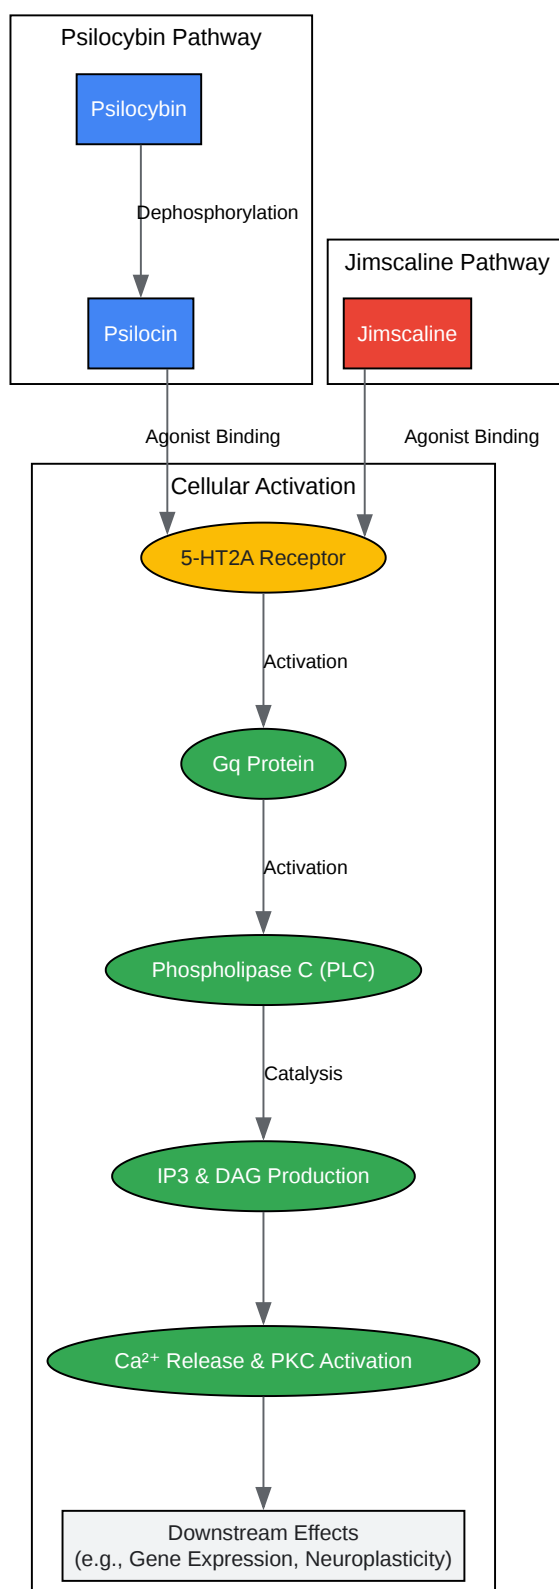 Psilocybin Pathway
Psilocybin
Dephosphorylation
Jimscaline Pathway
Psilocin
Jimscaline
Agonist Binding
Agonist Binding
Cellular Activation
5-HT2A Receptor
Activation
Gq Protein
Activation
Phospholipase C (PLC)
Catalysis
IP3 & DAG Production
Ca²⁺ Release & PKC Activation
Downstream Effects
(e.g., Gene Expression, Neuroplasticity)